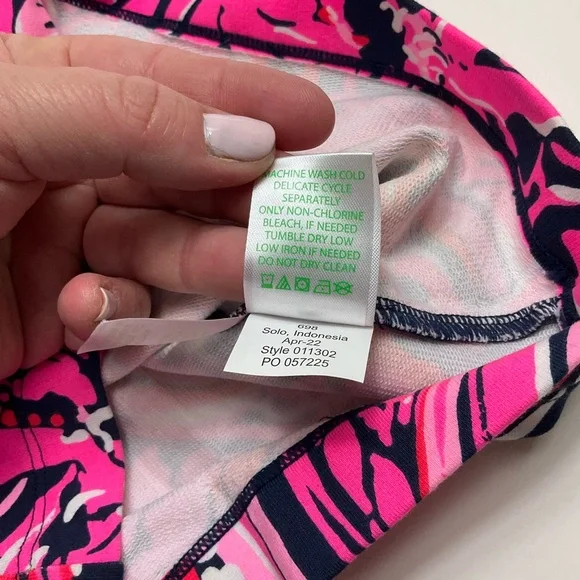 MACHINE WASH COLD
DELICATE CYCLE
SEPARATELY
ONLY NON-CHLORINE
BLEACH, IF NEEDED
TUMBLE DRY LOW
LOW IRON IF NEEDED
DO NOT DRY CLEAN
698
Solo, Indonesia
Apr-22
Style 011302
PO 057225